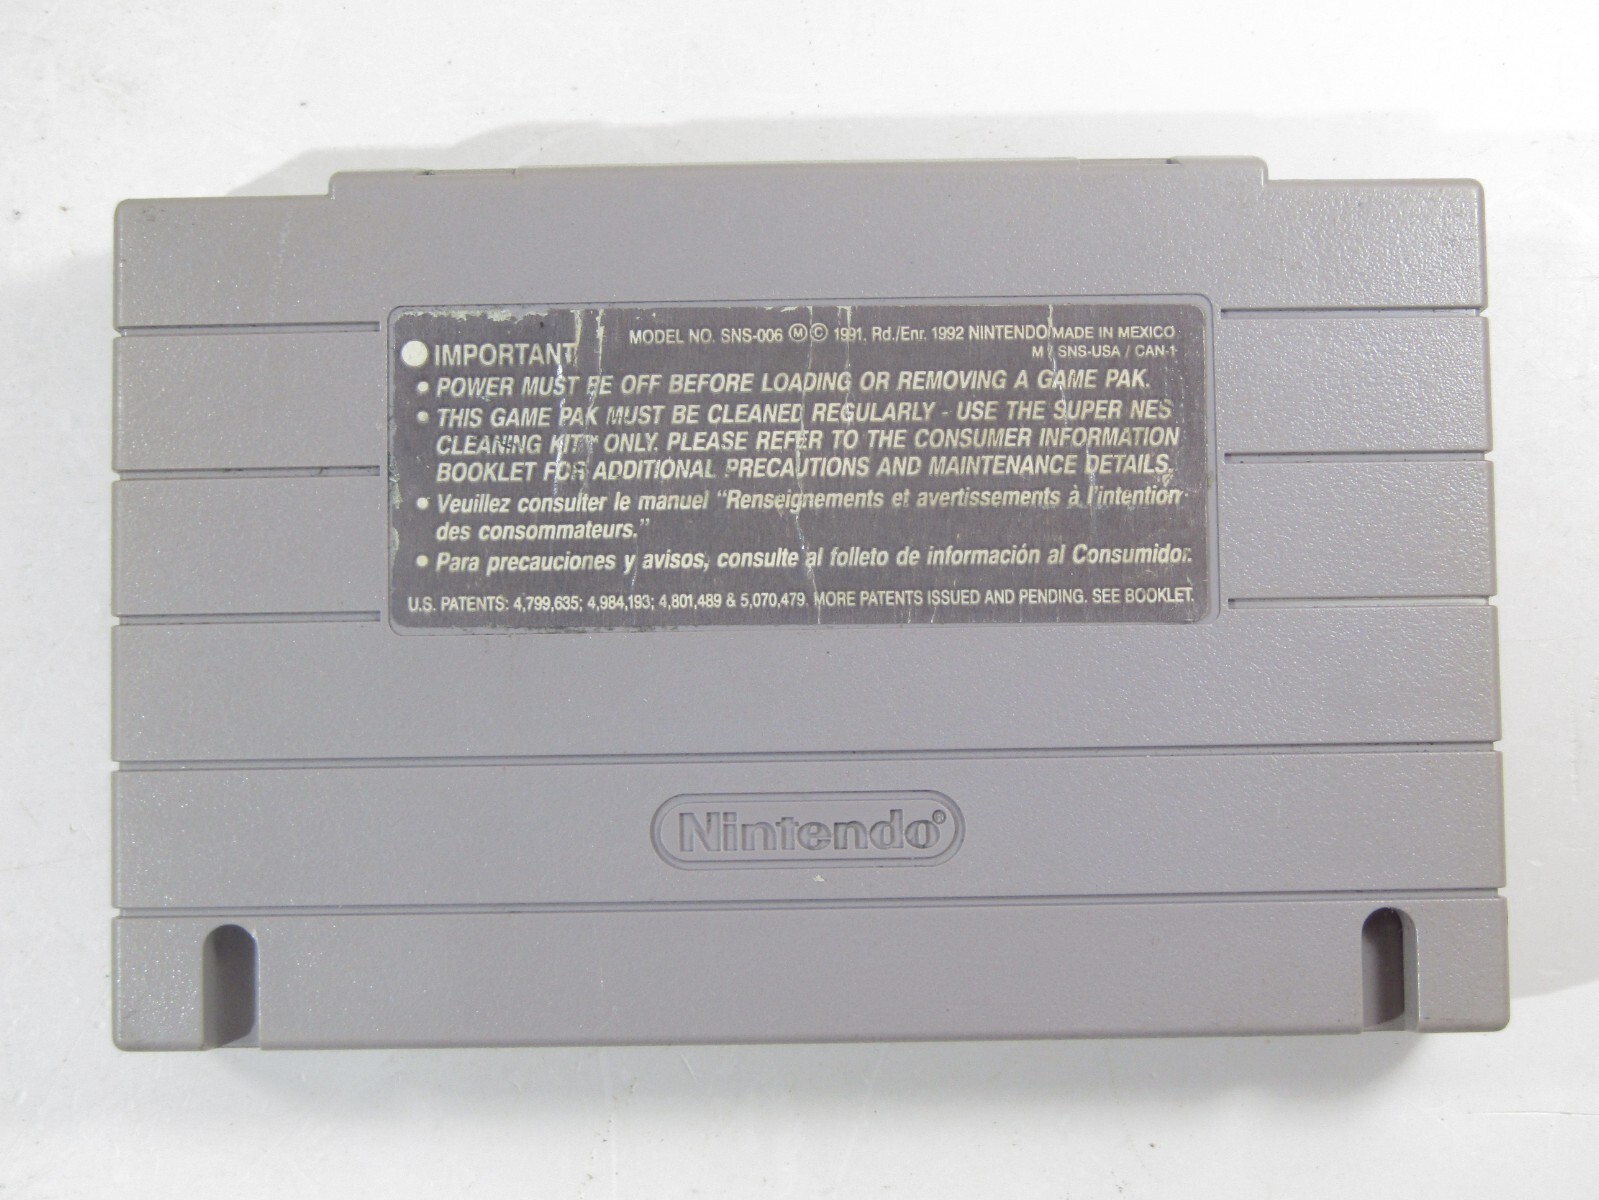 MODEL NO. SNS-006 Ⓜ © 1991. Rd./Enr. 1992 NINTENDO MADE IN MEXICO
IMPORTANT
M / SNS-USA / CAN-1
• POWER MUST BE OFF BEFORE LOADING OR REMOVING A GAME PAK.
• THIS GAME PAK MUST BE CLEANED REGULARLY - USE THE SUPER NES
CLEANING KIT™ ONLY. PLEASE REFER TO THE CONSUMER INFORMATION
BOOKLET FOR ADDITIONAL PRECAUTIONS AND MAINTENANCE DETAILS.
• Veuillez consulter le manuel "Renseignements et avertissements à l'intention
des consommateurs."
• Para precauciones y avisos, consulte al folleto de información al Consumidor.
U.S. PATENTS: 4,799,635; 4,984,193; 4,801,489 & 5,070,479. MORE PATENTS ISSUED AND PENDING. SEE BOOKLET.
Nintendo®